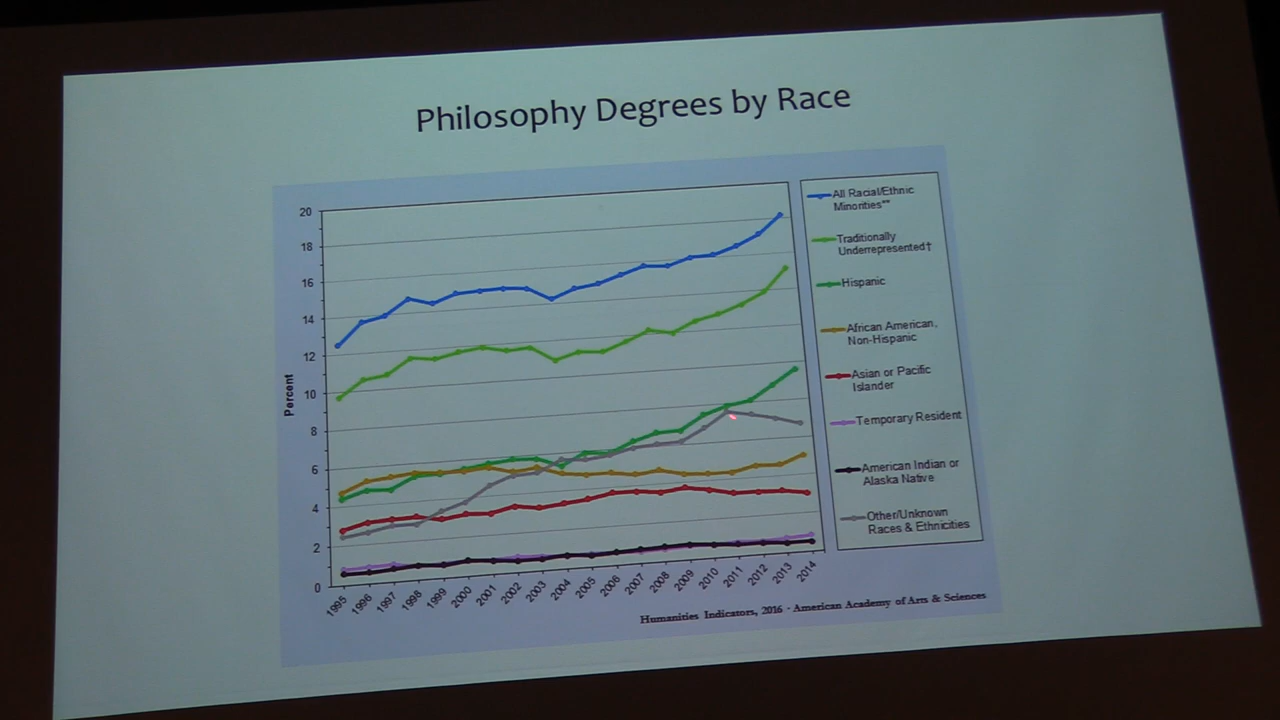 Philosophy Degrees by Race
20
18
16
14
12
10
8
6
4
2
0
Percent
1995
1996
1997
1998
1999
2000
2001
2002
2003
2004
2005
2006
2007
2008
2009
2010
2011
2012
2013
2014
All Racial/Ethnic
Minorities**
Traditionally
Underrepresented†
Hispanic
African American,
Non-Hispanic
Asian or Pacific
Islander
Temporary Resident
American Indian or
Alaska Native
Other/Unknown
Races & Ethnicities
Humanities Indicators, 2016 · American Academy of Arts & Sciences